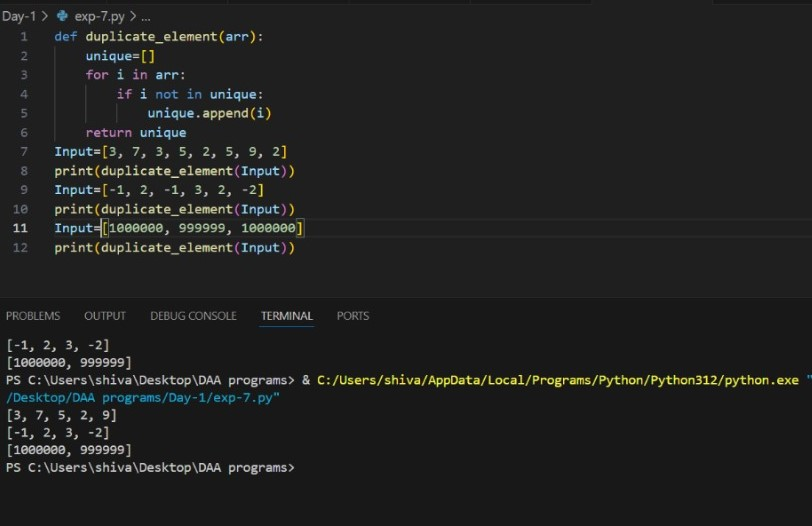 Day-1 > exp-7.py > ...
1 def duplicate_element(arr):
2     unique=[]
3     for i in arr:
4         if i not in unique:
5             unique.append(i)
6     return unique
7 Input=[3, 7, 3, 5, 2, 5, 9, 2]
8 print(duplicate_element(Input))
9 Input=[-1, 2, -1, 3, 2, -2]
10 print(duplicate_element(Input))
11 Input=[1000000, 999999, 1000000]
12 print(duplicate_element(Input))
PROBLEMS OUTPUT DEBUG CONSOLE TERMINAL PORTS
[-1, 2, 3, -2]
[1000000, 999999]
PS C:\Users\shiva\Desktop\DAA programs> & C:/Users/shiva/AppData/Local/Programs/Python/Python312/python.exe "
/Desktop/DAA programs/Day-1/exp-7.py"
[3, 7, 5, 2, 9]
[-1, 2, 3, -2]
[1000000, 999999]
PS C:\Users\shiva\Desktop\DAA programs>